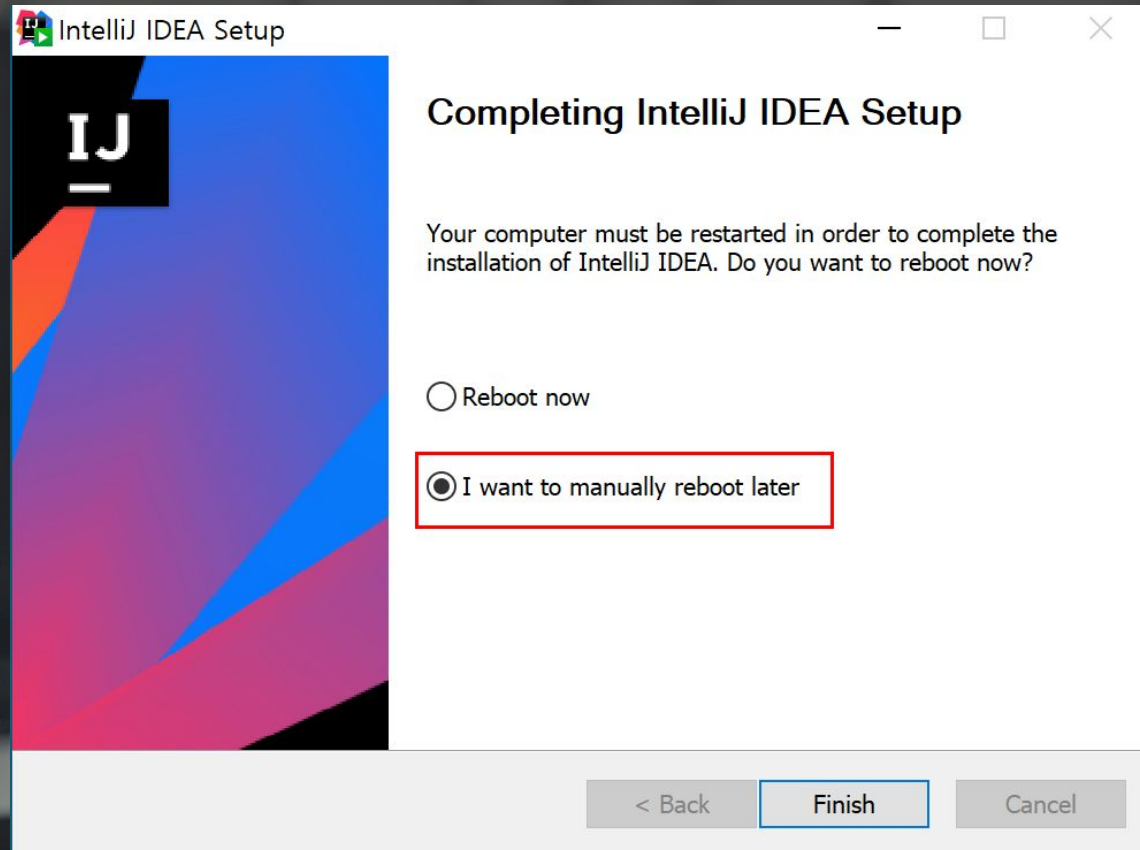 IntelliJ IDEA Setup
IJ
Completing IntelliJ IDEA Setup
Your computer must be restarted in order to complete the
installation of IntelliJ IDEA. Do you want to reboot now?
Reboot now
I want to manually reboot later
< Back Finish Cancel